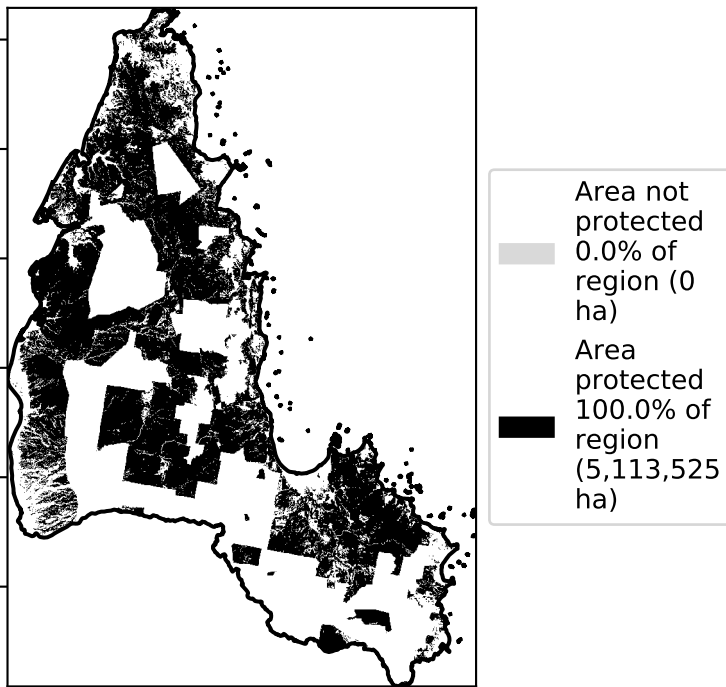 Area not
protected
0.0% of
region (0
ha)
Area
protected
100.0% of
region
(5,113,525
ha)